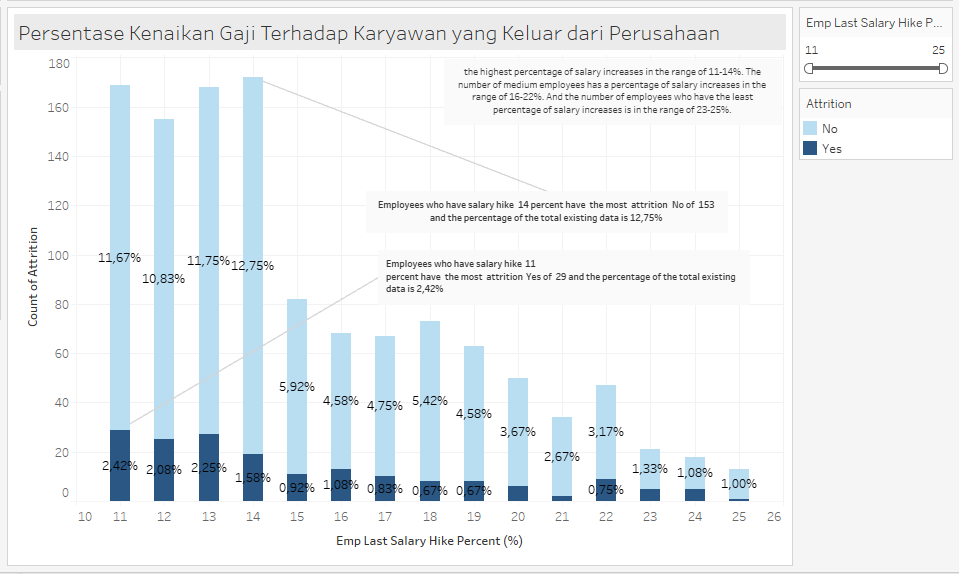 Persentase Kenaikan Gaji Terhadap Karyawan yang Keluar dari Perusahaan
Emp Last Salary Hike P...
11 25
Attrition
No
Yes
the highest percentage of salary increases in the range of 11-14%. The
number of medium employees has a percentage of salary increases in the
range of 16-22%. And the number of employees who have the least
percentage of salary increases is in the range of 23-25%.
Employees who have salary hike 14 percent have the most attrition No of 153
and the percentage of the total existing data is 12,75%
Employees who have salary hike 11
percent have the most attrition Yes of 29 and the percentage of the total existing
data is 2,42%
Count of Attrition
180
160
140
120
100
80
60
40
20
0
11,67% 10,83% 11,75% 12,75% 5,92% 4,58% 4,75% 5,42% 4,58% 3,67% 2,67% 3,17% 1,33% 1,08% 1,00%
2,42% 2,08% 2,25% 1,58% 0,92% 1,08% 0,83% 0,67% 0,67% 0,75%
10 11 12 13 14 15 16 17 18 19 20 21 22 23 24 25 26
Emp Last Salary Hike Percent (%)